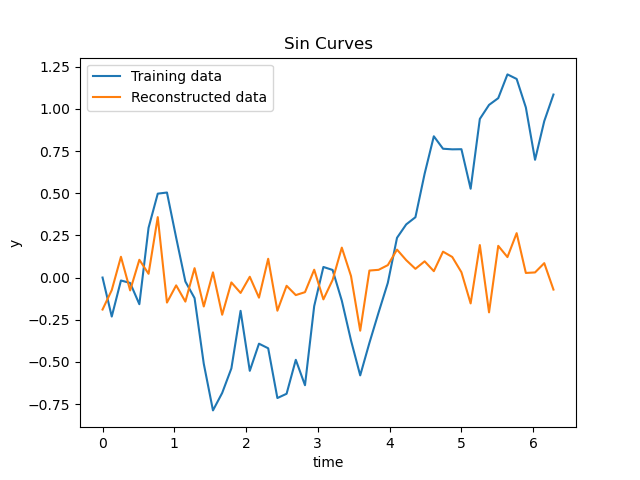 Sin Curves
Training data
Reconstructed data
1.25
1.00
0.75
0.50
0.25
0.00
−0.25
−0.50
−0.75
y
0 1 2 3 4 5 6
time